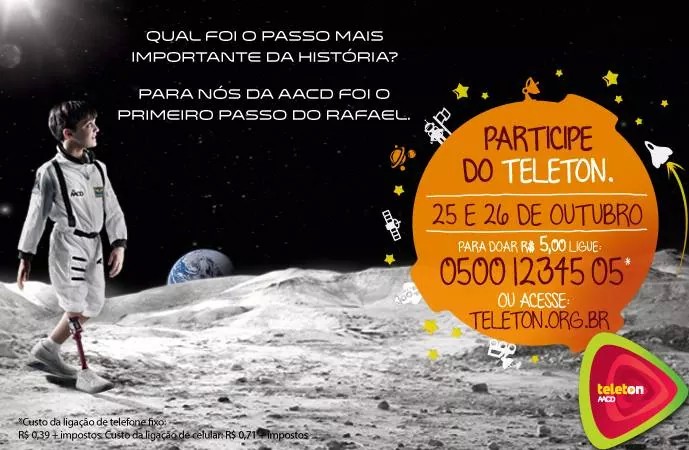 QUAL FOI O PASSO MAIS
IMPORTANTE DA HISTÓRIA?
PARA NÓS DA AACD FOI O
PRIMEIRO PASSO DO RAFAEL.
PARTICIPE
DO TELETON.
25 E 26 DE OUTUBRO
PARA DOAR R$ 5,00 LIGUE:
0500 12345 05*
OU ACESSE:
TELETON.ORG.BR
AACD
teleton
AACD
*Custo da ligação de telefone fixo:
R$ 0,39 + impostos. Custo da ligação de celular: R$ 0,71 + impostos